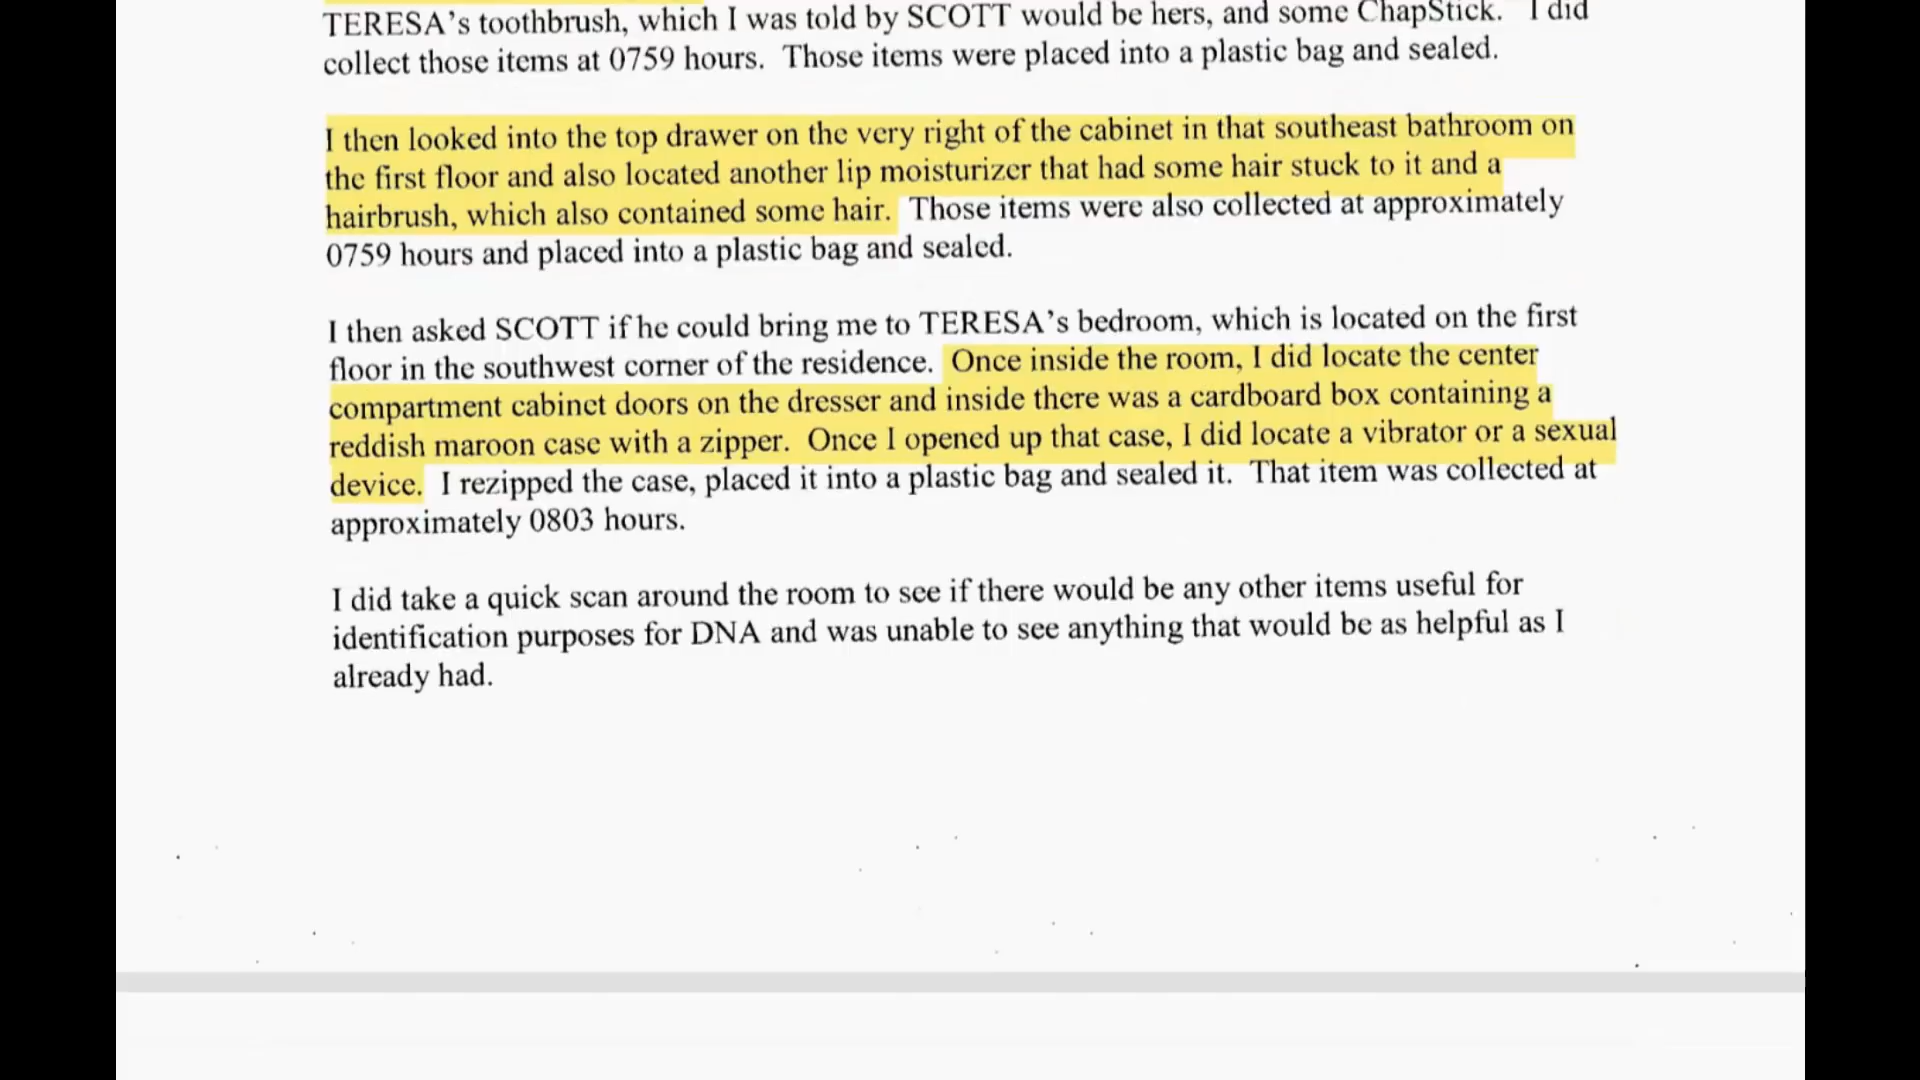 TERESA's toothbrush, which I was told by SCOTT would be hers, and some ChapStick. I did
collect those items at 0759 hours. Those items were placed into a plastic bag and sealed.
I then looked into the top drawer on the very right of the cabinet in that southeast bathroom on
the first floor and also located another lip moisturizer that had some hair stuck to it and a
hairbrush, which also contained some hair. Those items were also collected at approximately
0759 hours and placed into a plastic bag and sealed.
I then asked SCOTT if he could bring me to TERESA's bedroom, which is located on the first
floor in the southwest corner of the residence. Once inside the room, I did locate the center
compartment cabinet doors on the dresser and inside there was a cardboard box containing a
reddish maroon case with a zipper. Once I opened up that case, I did locate a vibrator or a sexual
device. I rezipped the case, placed it into a plastic bag and sealed it. That item was collected at
approximately 0803 hours.
I did take a quick scan around the room to see if there would be any other items useful for
identification purposes for DNA and was unable to see anything that would be as helpful as I
already had.